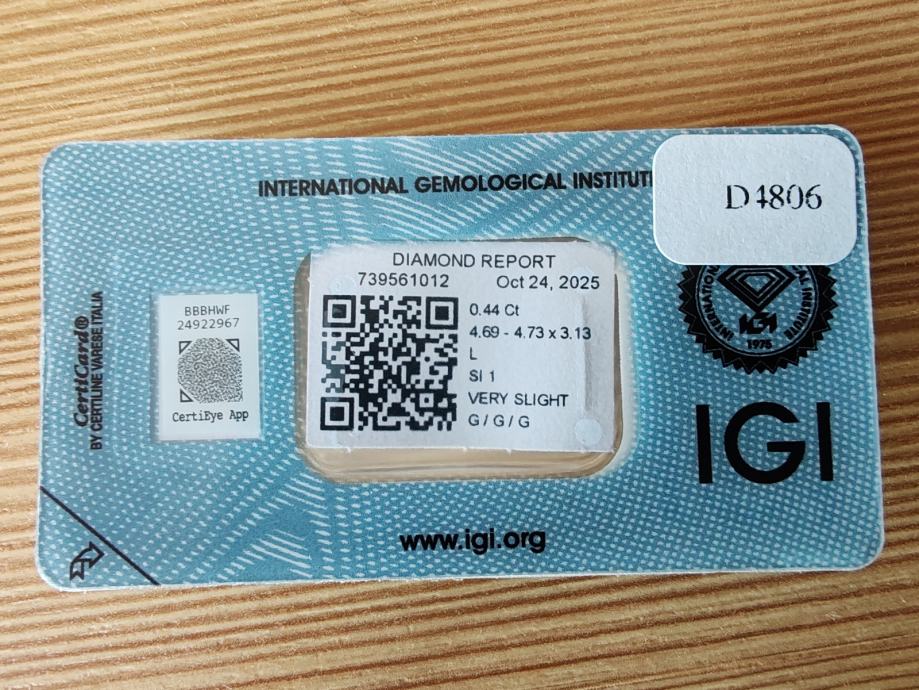 INTERNATIONAL GEMOLOGICAL
D4806
DIAMOND REPORT
739561012 Oct 24, 2025
0.44 Ct
4.69 - 4.73 x 3.13
L
SI 1
VERY SLIGHT
G / G / G
BBBHWF
24922967
CertiEye App
CertiCard®
BY CERTILINE VARESE ITALIA
IGI
1975
IGI
www.igi.org